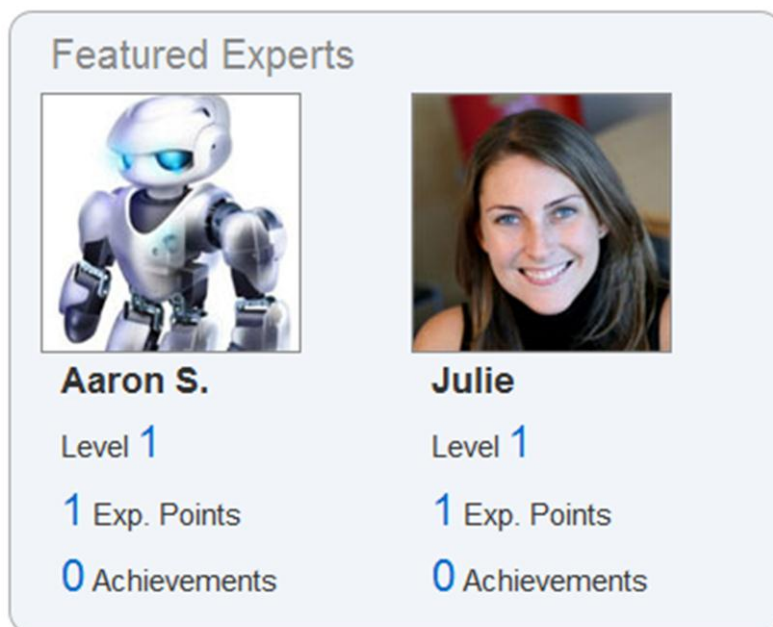 Featured Experts
Aaron S.
Level 1
1 Exp. Points
0 Achievements
Julie
Level 1
1 Exp. Points
0 Achievements